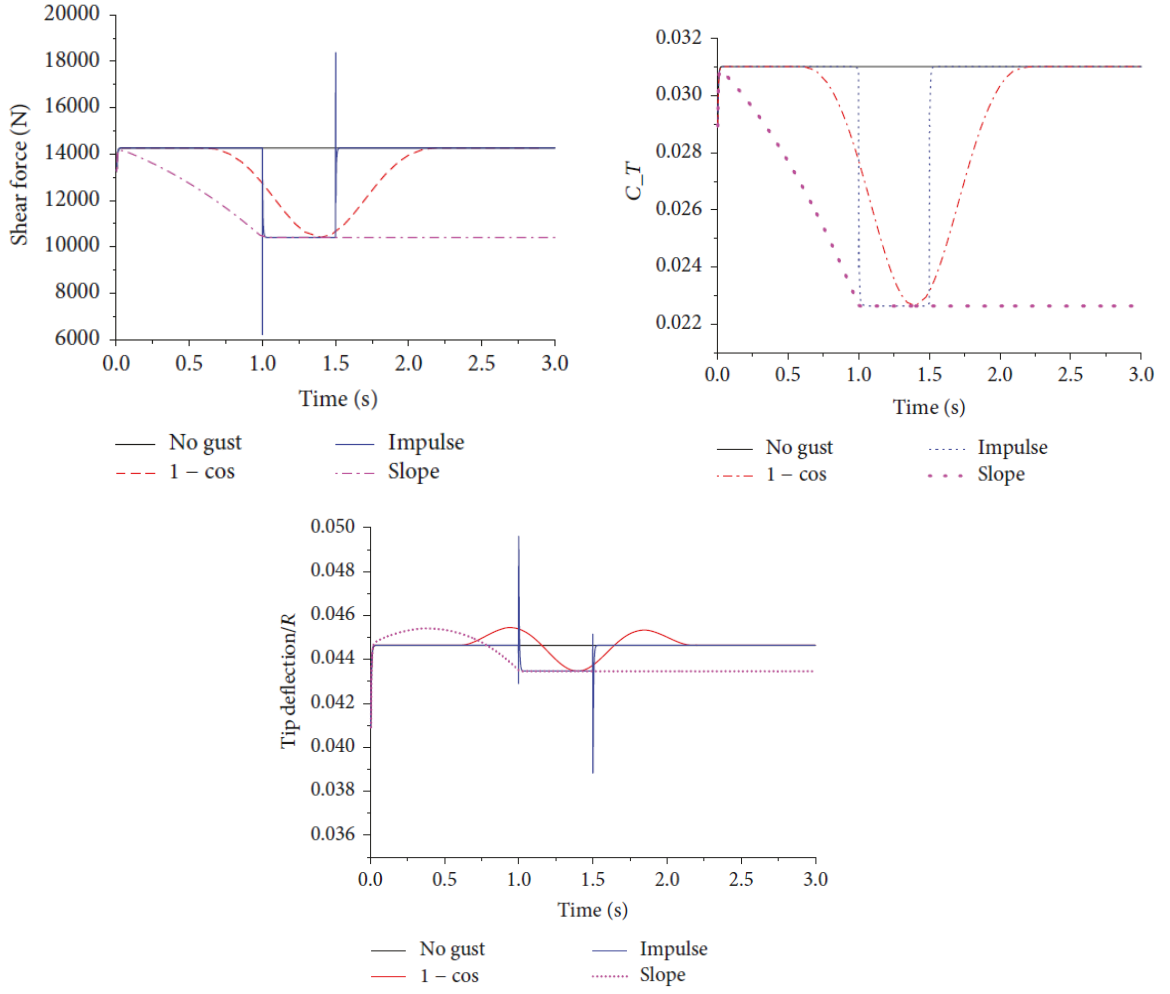 20000
18000
16000
14000
12000
10000
8000
6000
Shear force (N)
0.0 0.5 1.0 1.5 2.0 2.5 3.0
Time (s)
No gust Impulse
1 − cos Slope
0.032
0.030
0.028
0.026
0.024
0.022
C_T
0.0 0.5 1.0 1.5 2.0 2.5 3.0
Time (s)
No gust Impulse
1 − cos Slope
0.050
0.048
0.046
0.044
0.042
0.040
0.038
0.036
Tip deflection/R
0.0 0.5 1.0 1.5 2.0 2.5 3.0
Time (s)
No gust Impulse
1 − cos Slope